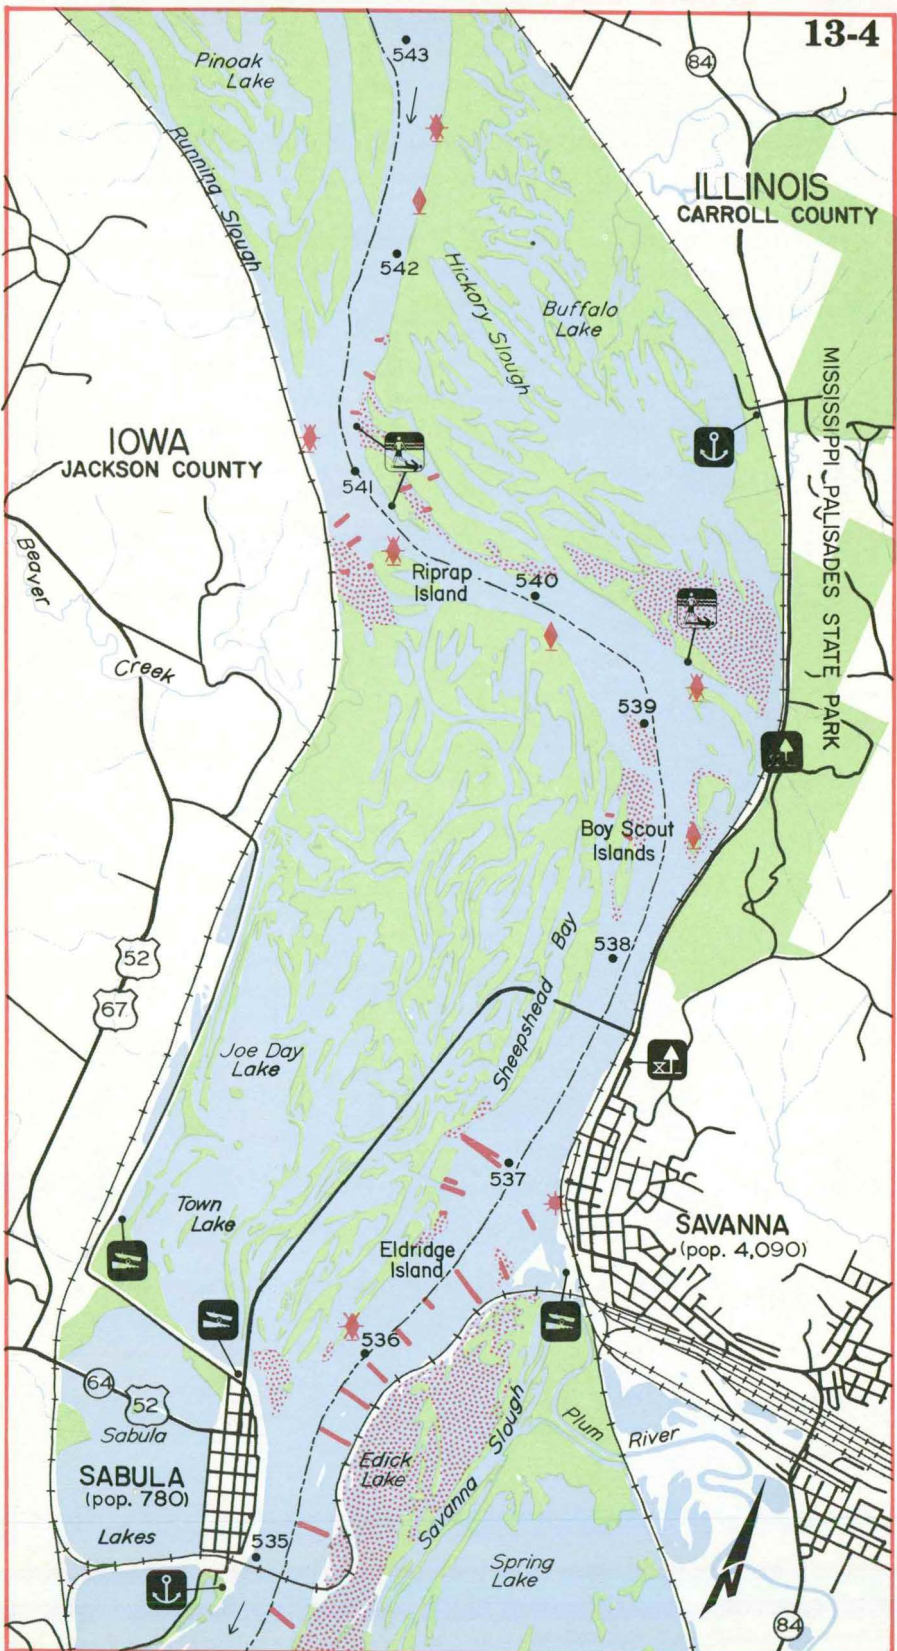 13-4
543
84
Pinoak
Lake
Running Slough
ILLINOIS
CARROLL COUNTY
542
Hickory Slough
Buffalo
Lake
MISSISSIPPI PALISADES STATE PARK
IOWA
JACKSON COUNTY
541
Beaver
Creek
Riprap
Island
540
539
Boy Scout
Islands
538
52
67
Sheepshead Bay
Joe Day
Lake
537
Town
Lake
SAVANNA
(pop. 4,090)
Eldridge
Island
536
64
52
Sabula
Lakes
SABULA
(pop. 780)
Edick
Lake
Savanna Slough
Plum River
535
Spring
Lake
N
84